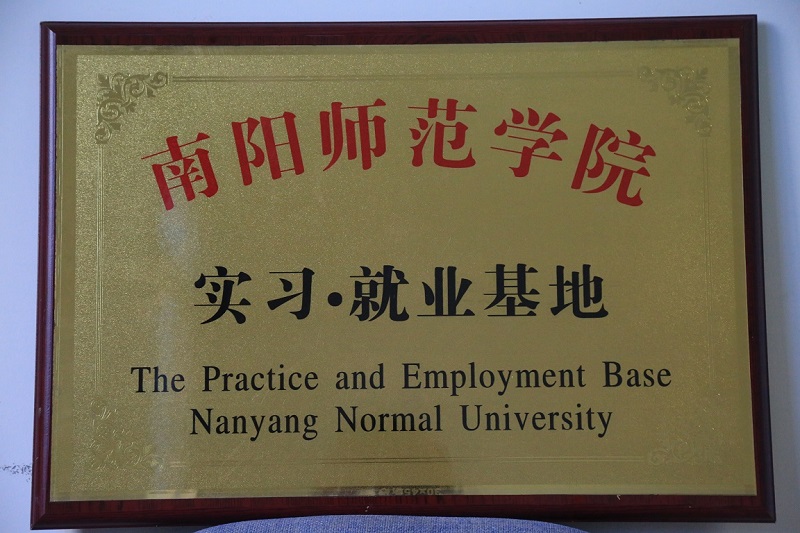 南阳师范学院
实习·就业基地
The Practice and Employment Base
Nanyang Normal University